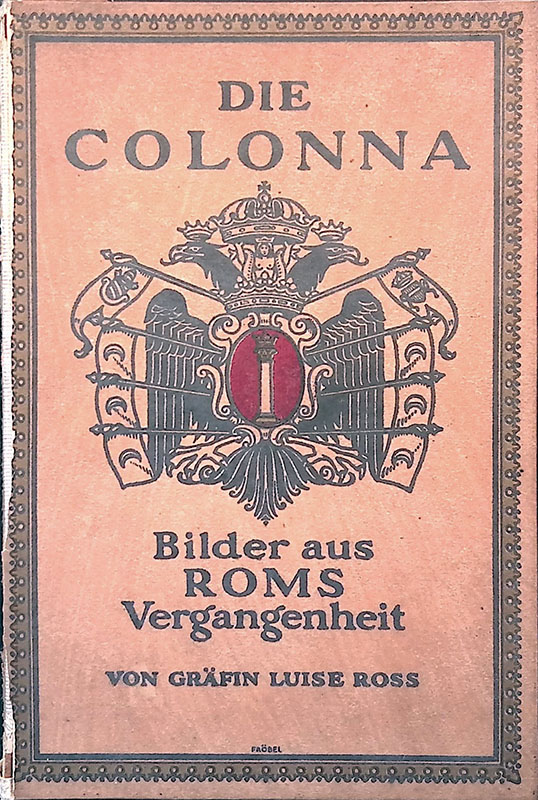 DIE
COLONNA
Bilder aus
ROMS
Vergangenheit
VON GRÄFIN LUISE ROSS
FRÖBEL